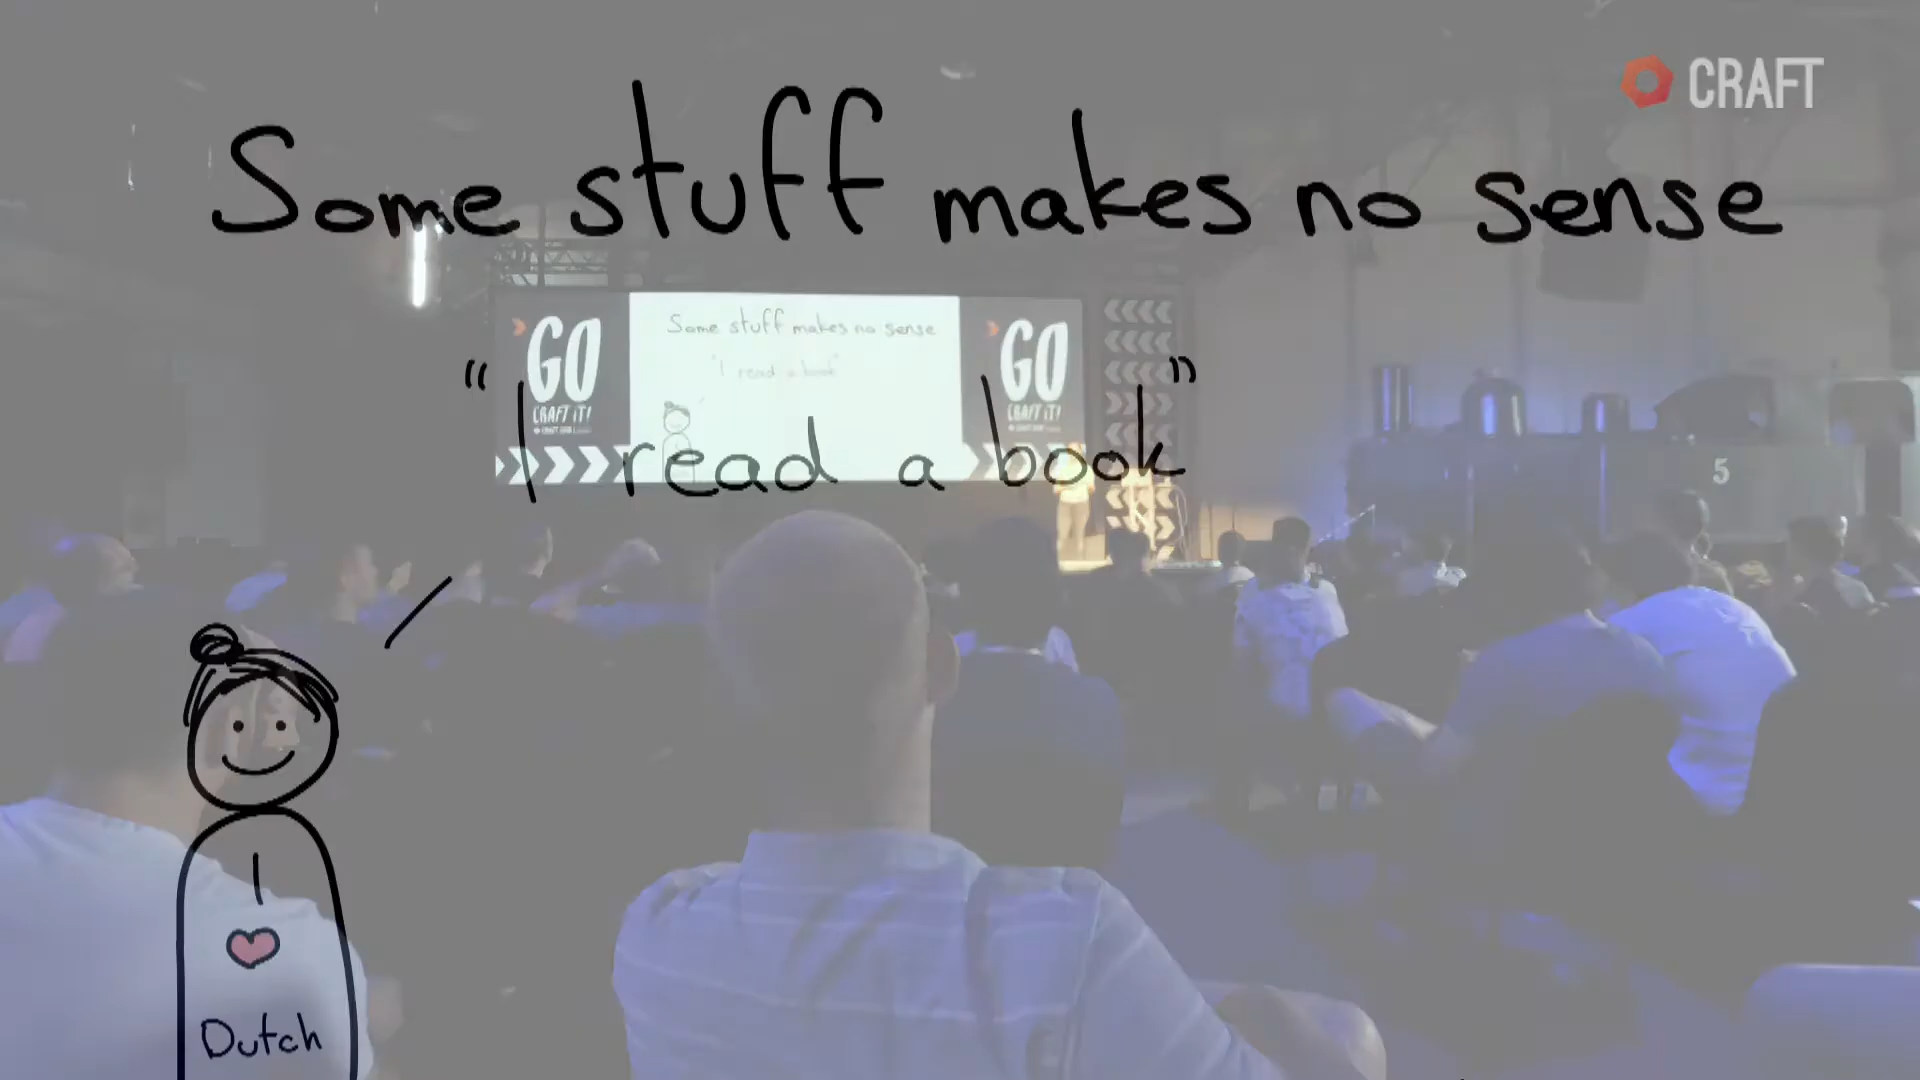 CRAFT
Some stuff makes no sense
GO
CRAFT IT!
Some stuff makes no sense
"I read a book"
GO
CRAFT IT!
"I read a book"
5
I
Dutch